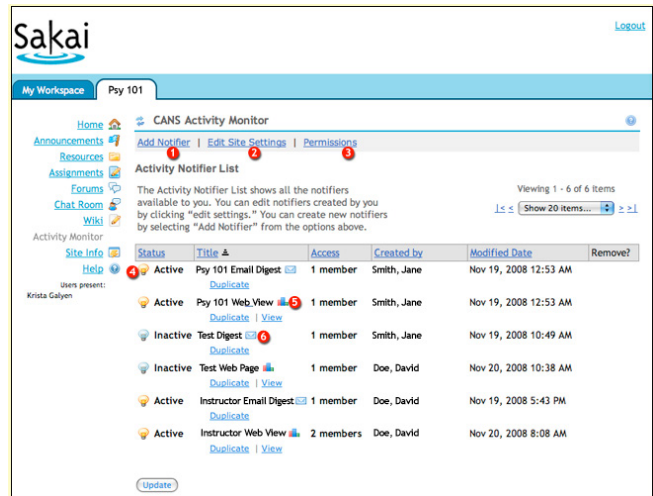 Sakai
Logout
My Workspace
Psy 101
Home
Announcements
Resources
Assignments
Forums
Chat Room
Wiki
Activity Monitor
Site Info
Help
Users present:
Krista Galyen
CANS Activity Monitor
Add Notifier | Edit Site Settings | Permissions
1 2 3
Activity Notifier List
The Activity Notifier List shows all the notifiers
available to you. You can edit notifiers created by you
by clicking "edit settings." You can create new notifiers
by selecting "Add Notifier" from the options above.
Viewing 1 - 6 of 6 items
|< < Show 20 items... > >|
Status Title Access Created by Modified Date Remove?
4 Active Psy 101 Email Digest 1 member Smith, Jane Nov 19, 2008 12:53 AM
Duplicate
Active Psy 101 Web View 5 1 member Smith, Jane Nov 19, 2008 12:53 AM
Duplicate | View
Inactive Test Digest 6 1 member Smith, Jane Nov 19, 2008 10:49 AM
Duplicate
Inactive Test Web Page 1 member Doe, David Nov 20, 2008 10:38 AM
Duplicate | View
Active Instructor Email Digest 1 member Doe, David Nov 19, 2008 5:43 PM
Duplicate
Active Instructor Web View 2 members Doe, David Nov 20, 2008 8:08 AM
Duplicate | View
Update